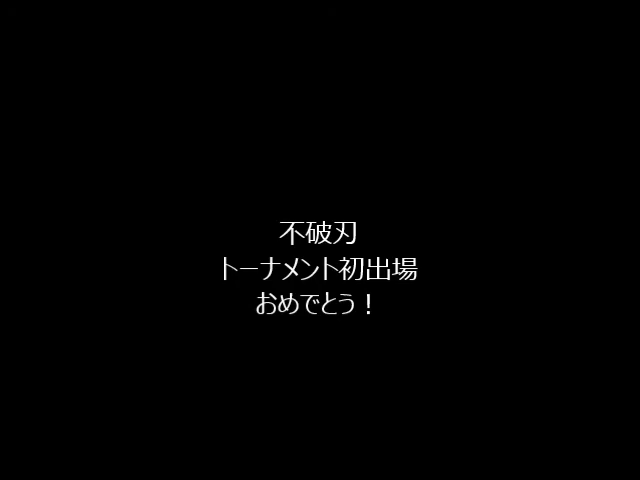 不破刃
トーナメント初出場
おめでとう！